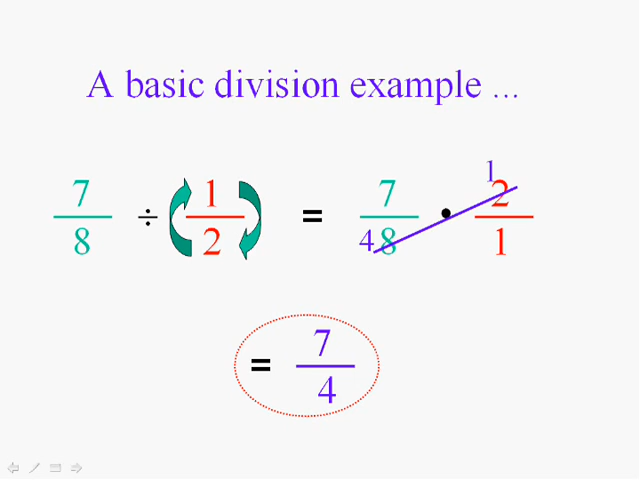 A basic division example ...
7/8 ÷ 1/2 = 7/8 • 2/1
4 1
= 7/4